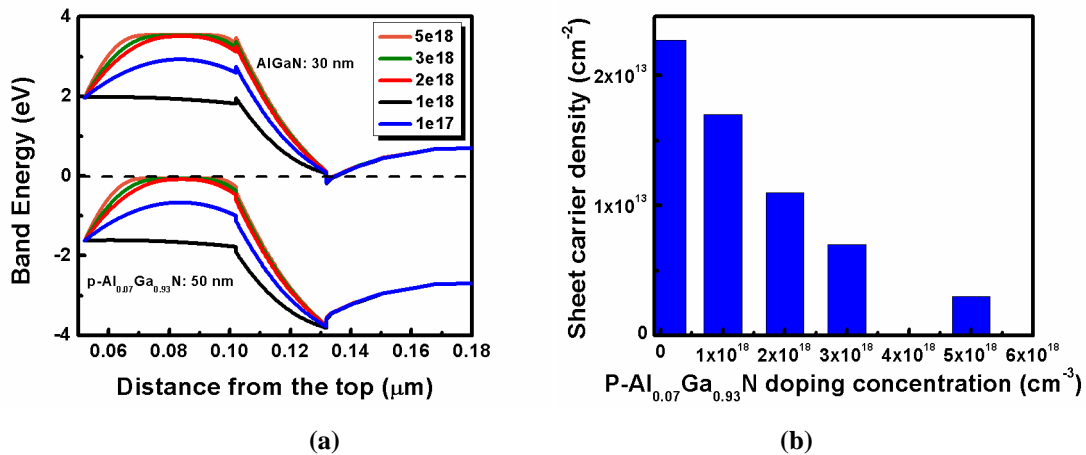 4
2
0
-2
-4
Band Energy (eV)
AlGaN: 30 nm
5e18
3e18
2e18
1e18
1e17
p-Al0.07Ga0.93N: 50 nm
0.06 0.08 0.10 0.12 0.14 0.16 0.18
Distance from the top (μm)
(a)
Sheet carrier density (cm-2)
2x10^13
1x10^13
0
0 1x10^18 2x10^18 3x10^18 4x10^18 5x10^18 6x10^18
P-Al0.07Ga0.93N doping concentration (cm-3)
(b)